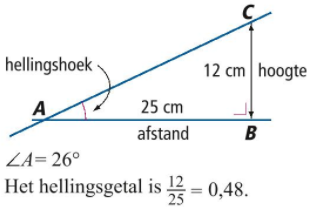 C
hellingshoek
12 cm hoogte
A
25 cm
afstand
B
∠A= 26°
Het hellingsgetal is 12/25 = 0,48.